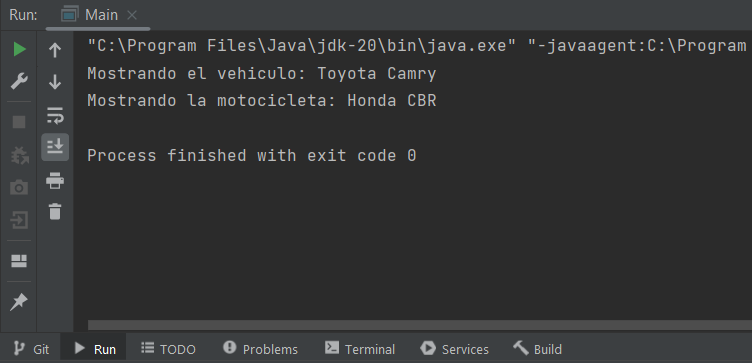 Run: Main
"C:\Program Files\Java\jdk-20\bin\java.exe" "-javaagent:C:\Program
Mostrando el vehiculo: Toyota Camry
Mostrando la motocicleta: Honda CBR
Process finished with exit code 0
Git Run TODO Problems Terminal Services Build